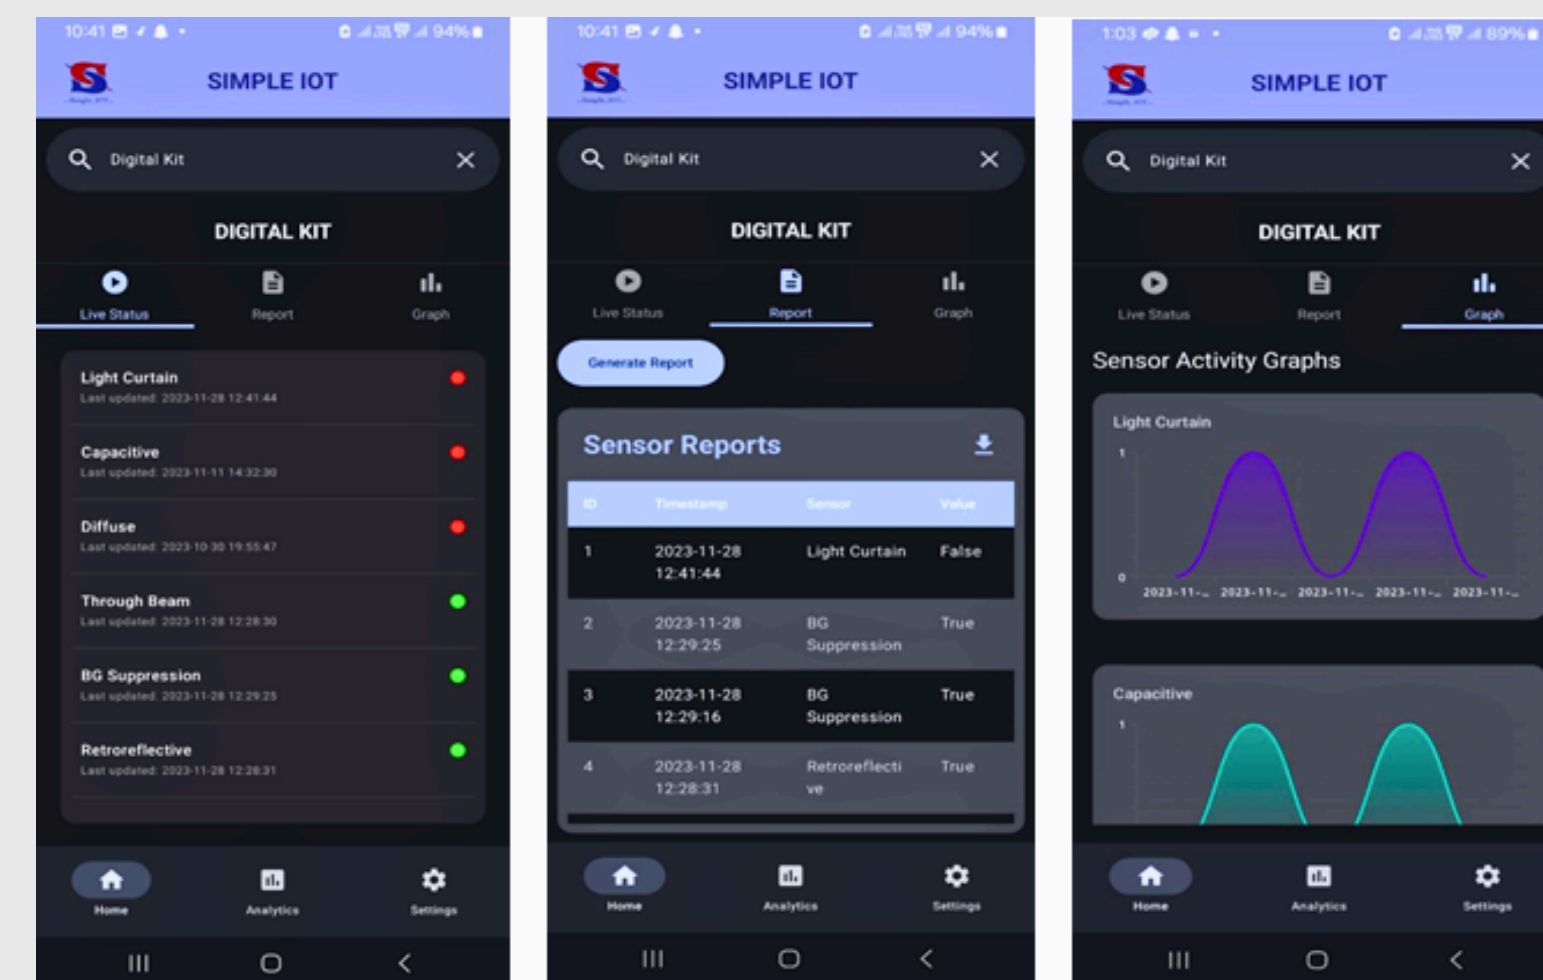 10:41
94%
SIMPLE IOT
Digital Kit
DIGITAL KIT
Live Status
Report
Graph
Light Curtain
Last updated: 2023-11-28 12:41:44
Capacitive
Last updated: 2023-11-11 14:32:30
Diffuse
Last updated: 2023-10-30 19:55:47
Through Beam
Last updated: 2023-11-28 12:28:30
BG Suppression
Last updated: 2023-11-28 12:29:25
Retroreflective
Last updated: 2023-11-28 12:28:31
Home
Analytics
Settings
10:41
94%
SIMPLE IOT
Digital Kit
DIGITAL KIT
Live Status
Report
Graph
Generate Report
Sensor Reports
ID Timestamp Sensor Value
1 2023-11-28 Light Curtain False
12:41:44
2 2023-11-28 BG True
12:29:25 Suppression
3 2023-11-28 BG True
12:29:16 Suppression
4 2023-11-28 Retroreflecti True
12:28:31 ve
Home
Analytics
Settings
1:03
89%
SIMPLE IOT
Digital Kit
DIGITAL KIT
Live Status
Report
Graph
Sensor Activity Graphs
Light Curtain
1
0
2023-11-... 2023-11-... 2023-11-... 2023-11-... 2023-11-...
Capacitive
1
Home
Analytics
Settings